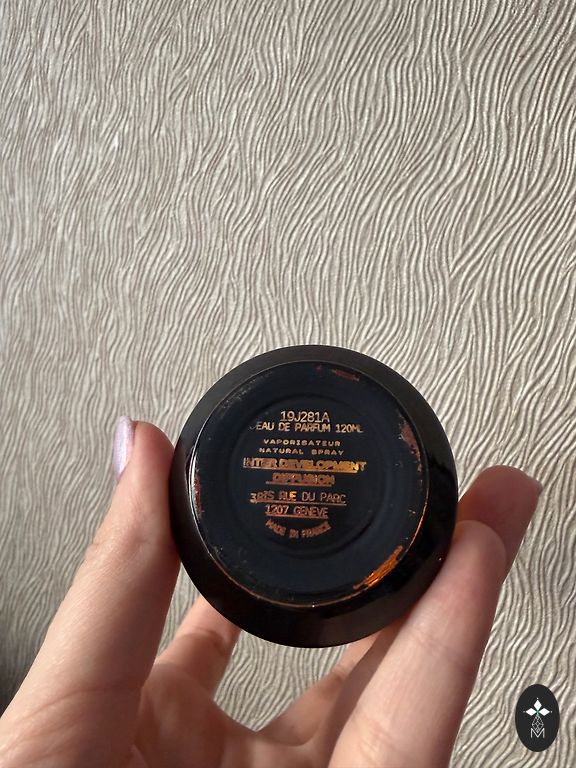 19J281A
EAU DE PARFUM 120ML
VAPORISATEUR
NATURAL SPRAY
INTER DEVELOPMENT
DIFFUSION
3BIS RUE DU PARC
1207 GENEVE
MADE IN FRANCE
M